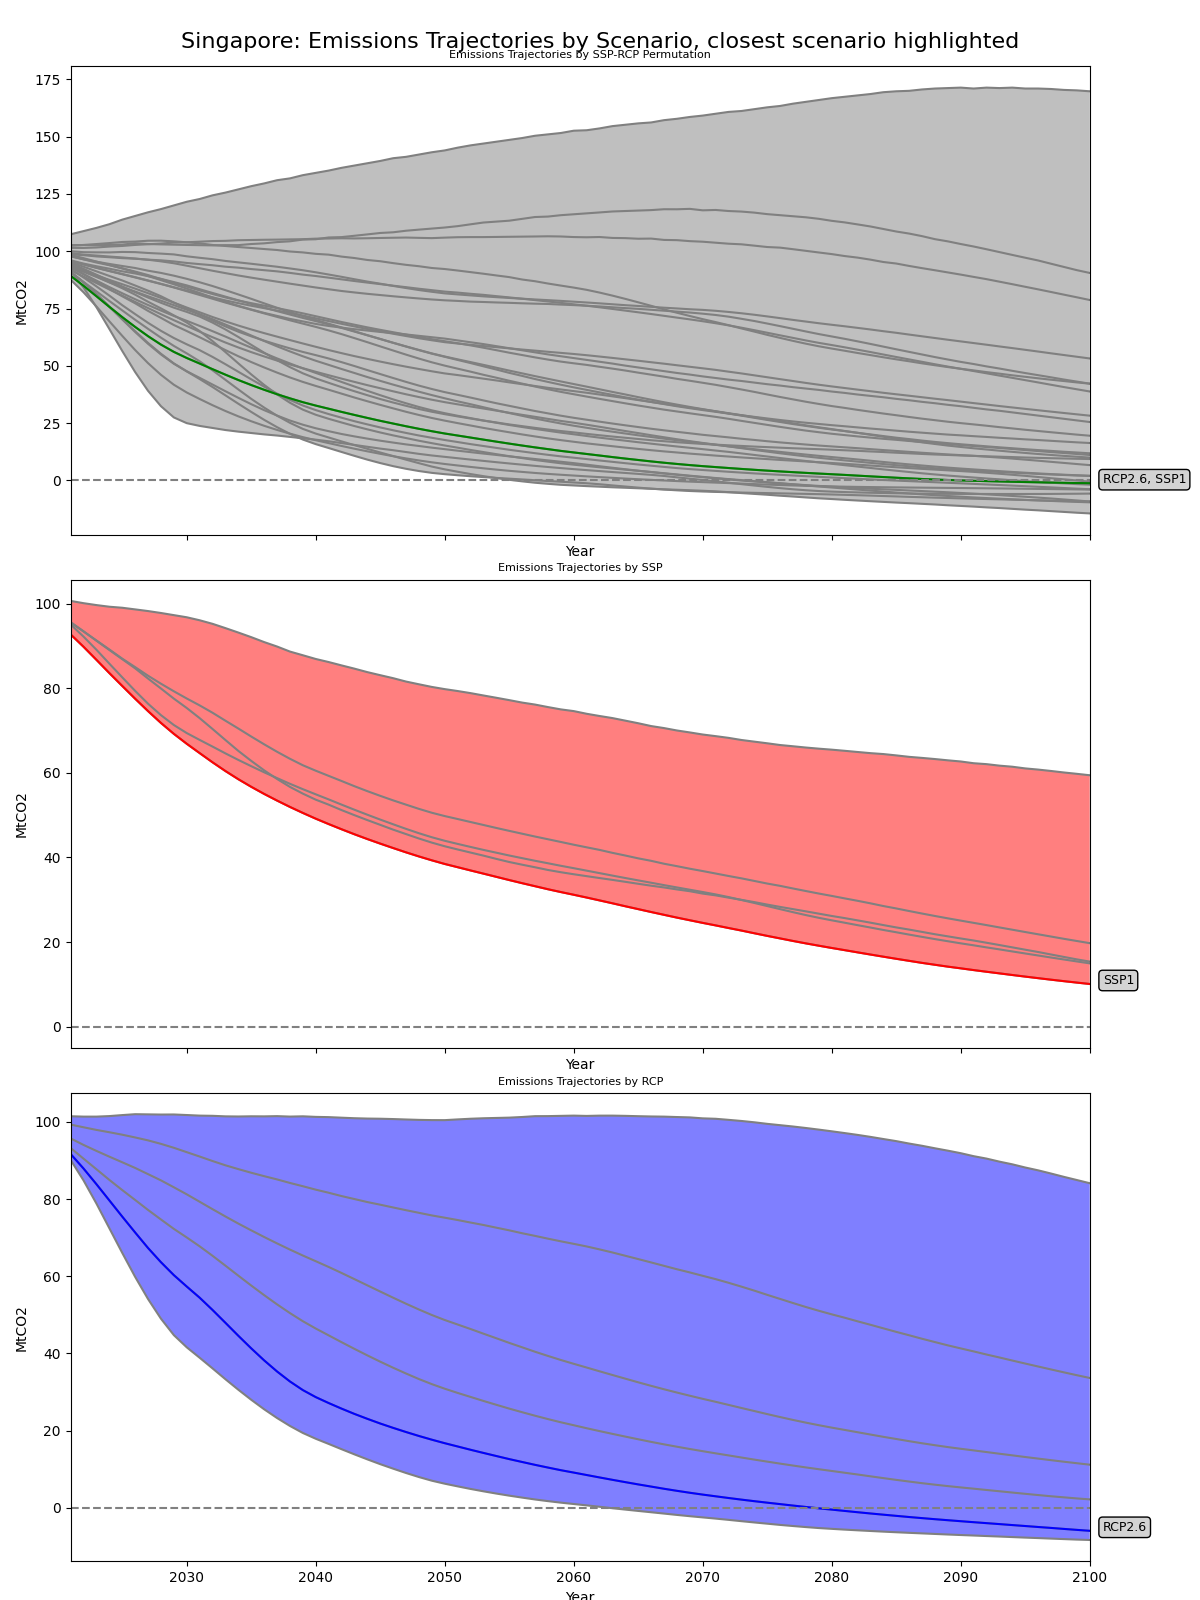 Singapore: Emissions Trajectories by Scenario, closest scenario highlighted
Emissions Trajectories by SSP-RCP Permutation
175
150
125
100
75
50
25
0
MtCO2
RCP2.6, SSP1
Year
Emissions Trajectories by SSP
100
80
60
40
20
0
MtCO2
SSP1
Year
Emissions Trajectories by RCP
100
80
60
40
20
0
MtCO2
RCP2.6
2030 2040 2050 2060 2070 2080 2090 2100
Year